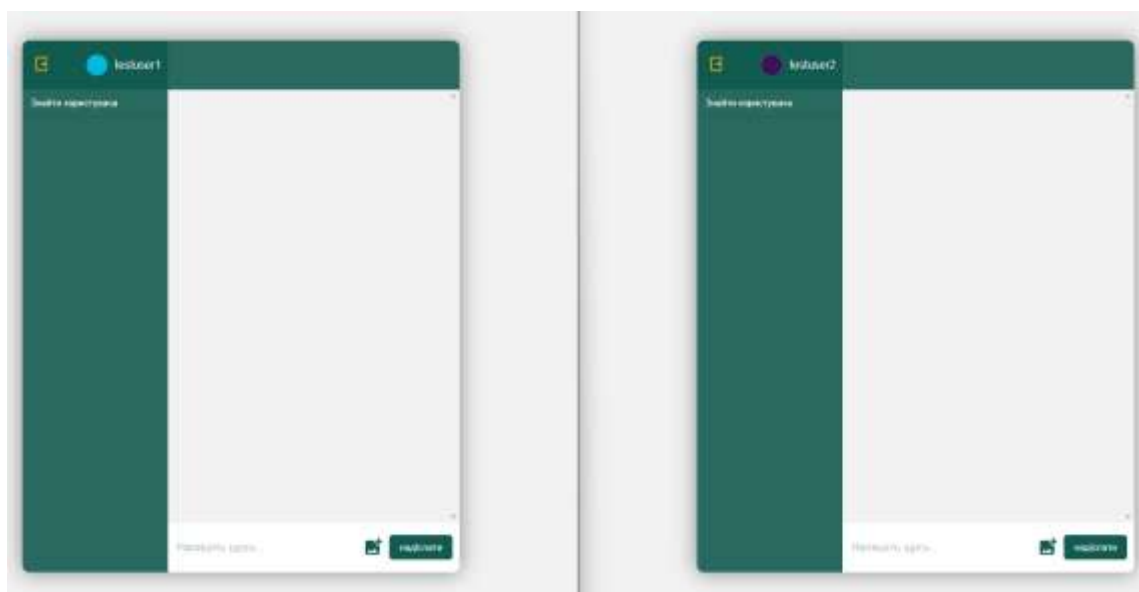 testuser1
Знайти користувача
надіслати
testuser2
Знайти користувача
надіслати